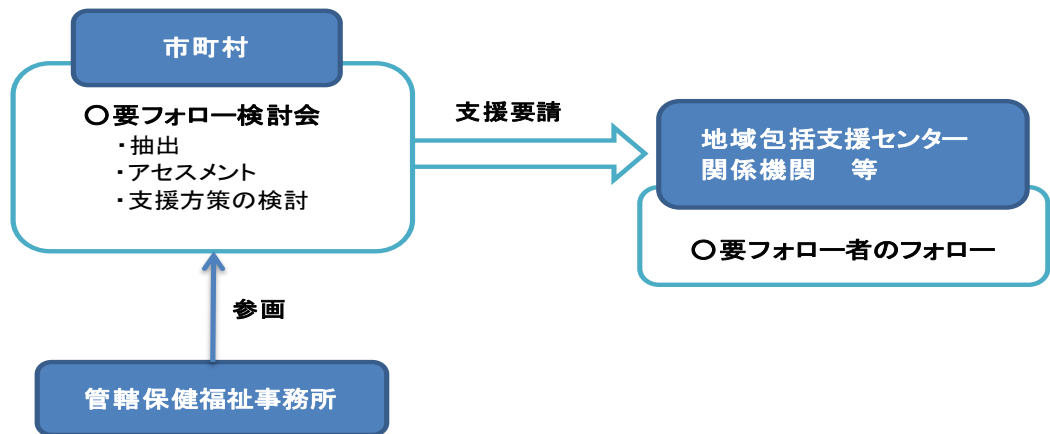 市町村
〇要フォロー検討会
・抽出
・アセスメント
・支援方策の検討
支援要請
地域包括支援センター
関係機関　等
〇要フォロー者のフォロー
参画
管轄保健福祉事務所